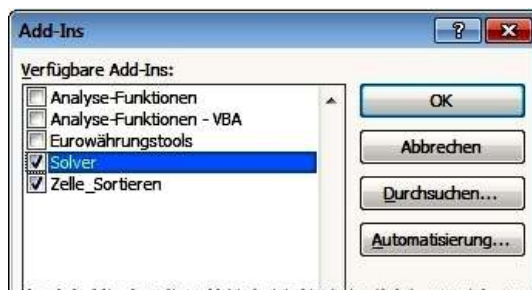 Add-Ins
Verfügbare Add-Ins:
Analyse-Funktionen
Analyse-Funktionen - VBA
Eurowährungstools
Solver
Zelle_Sortieren
OK
Abbrechen
Durchsuchen...
Automatisierung...